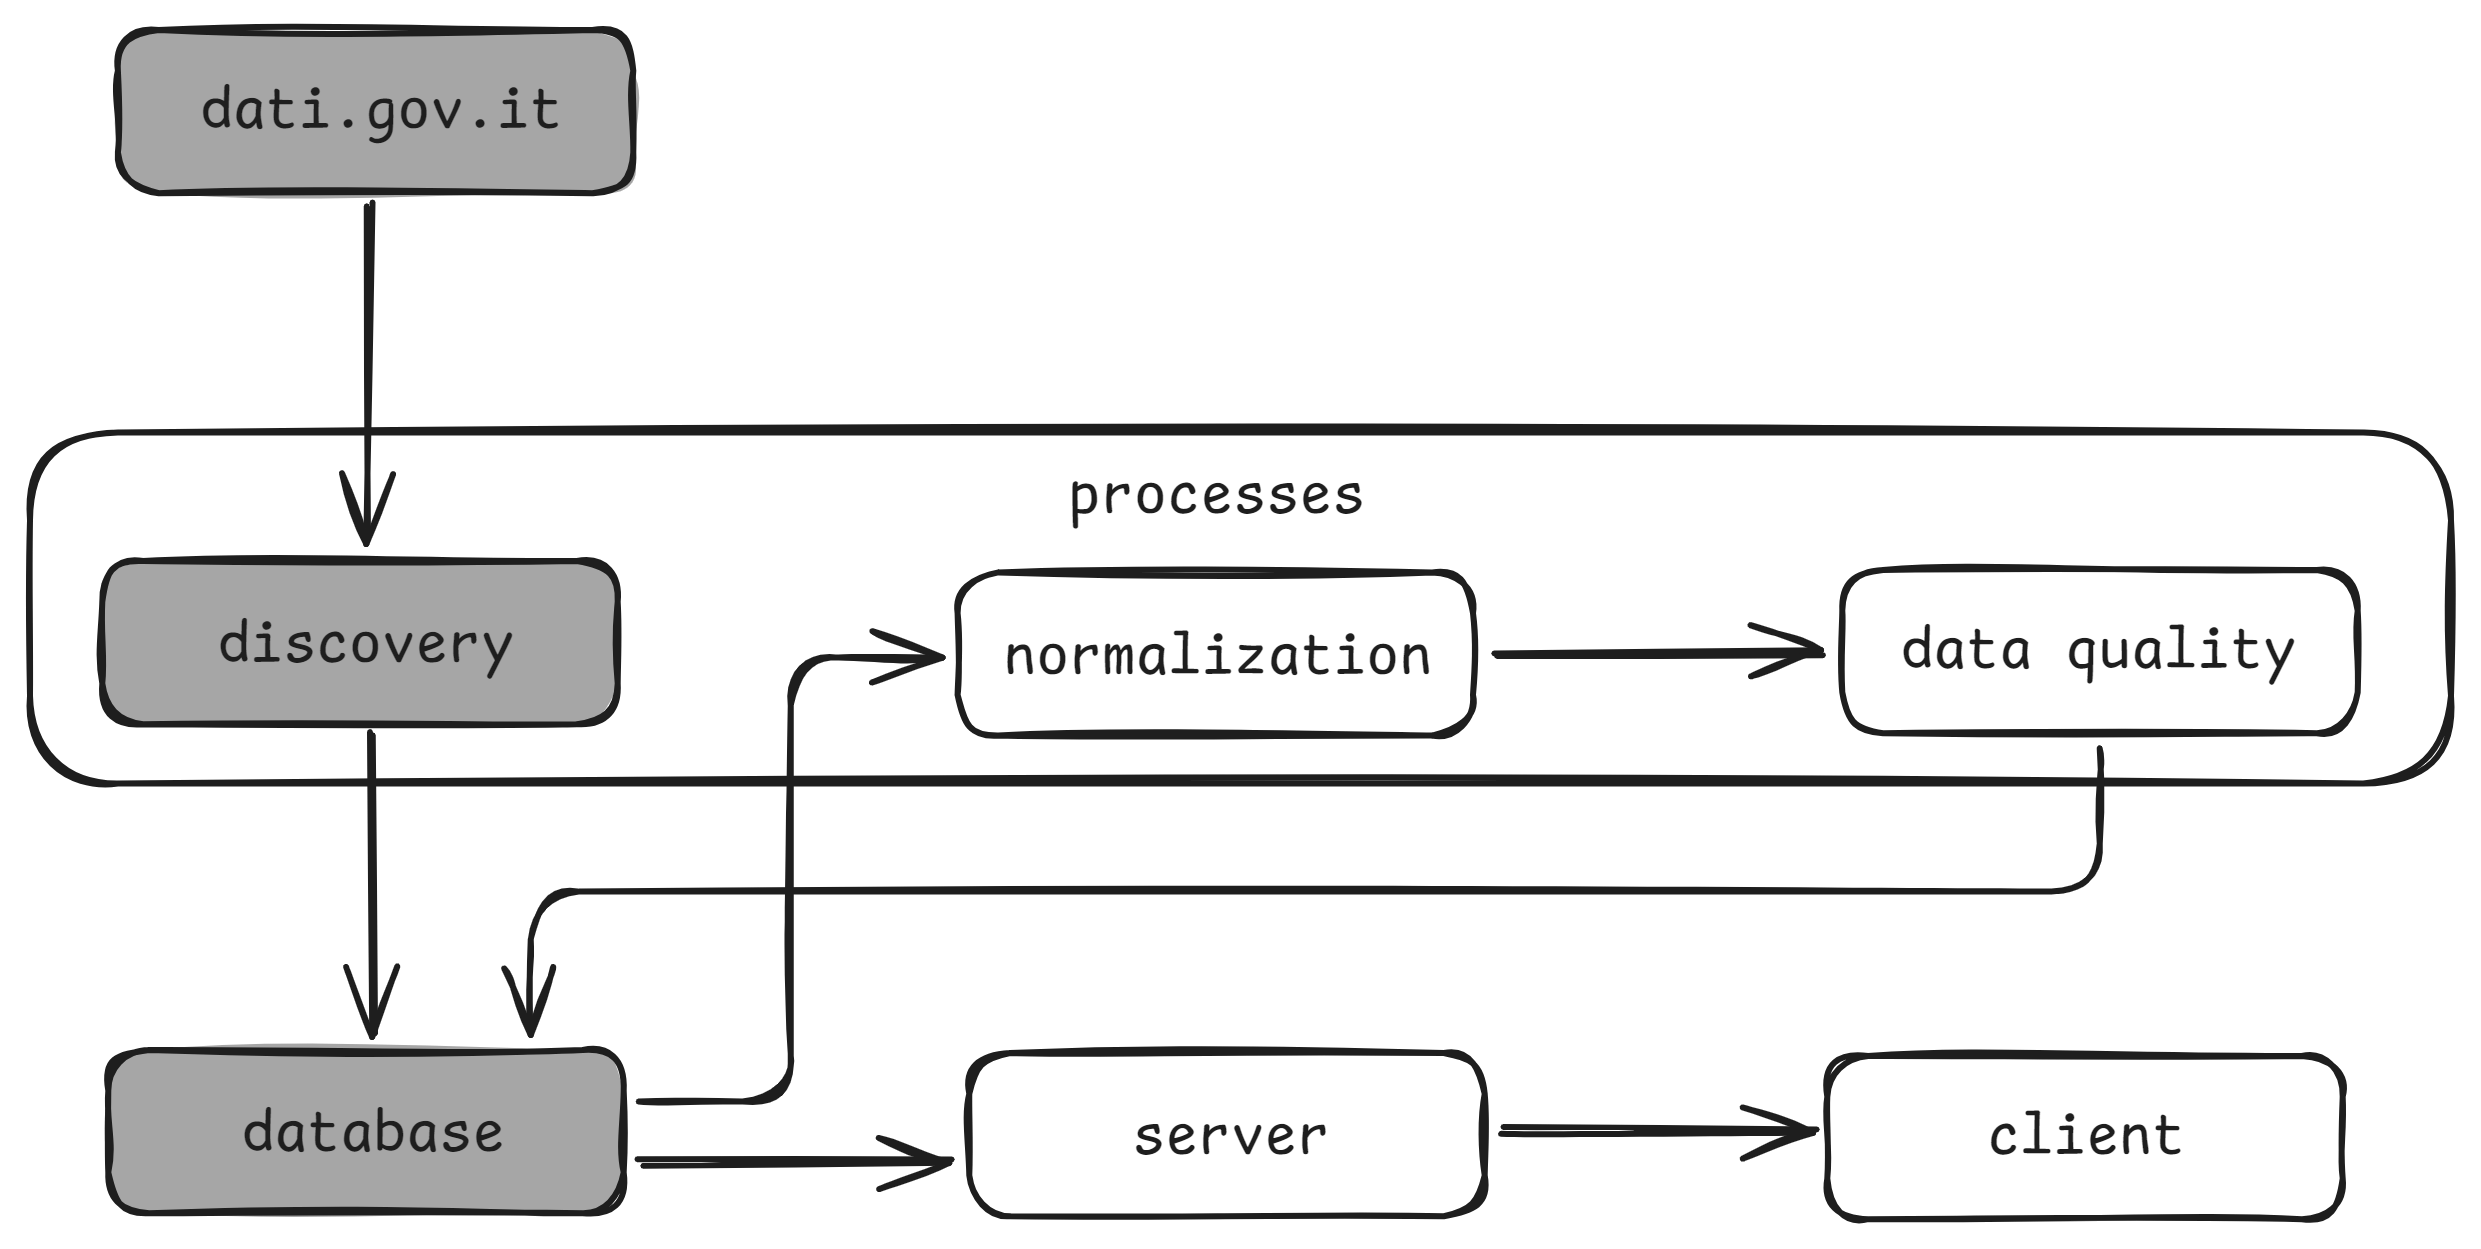 dati.gov.it
processes
discovery
normalization
data quality
database
server
client